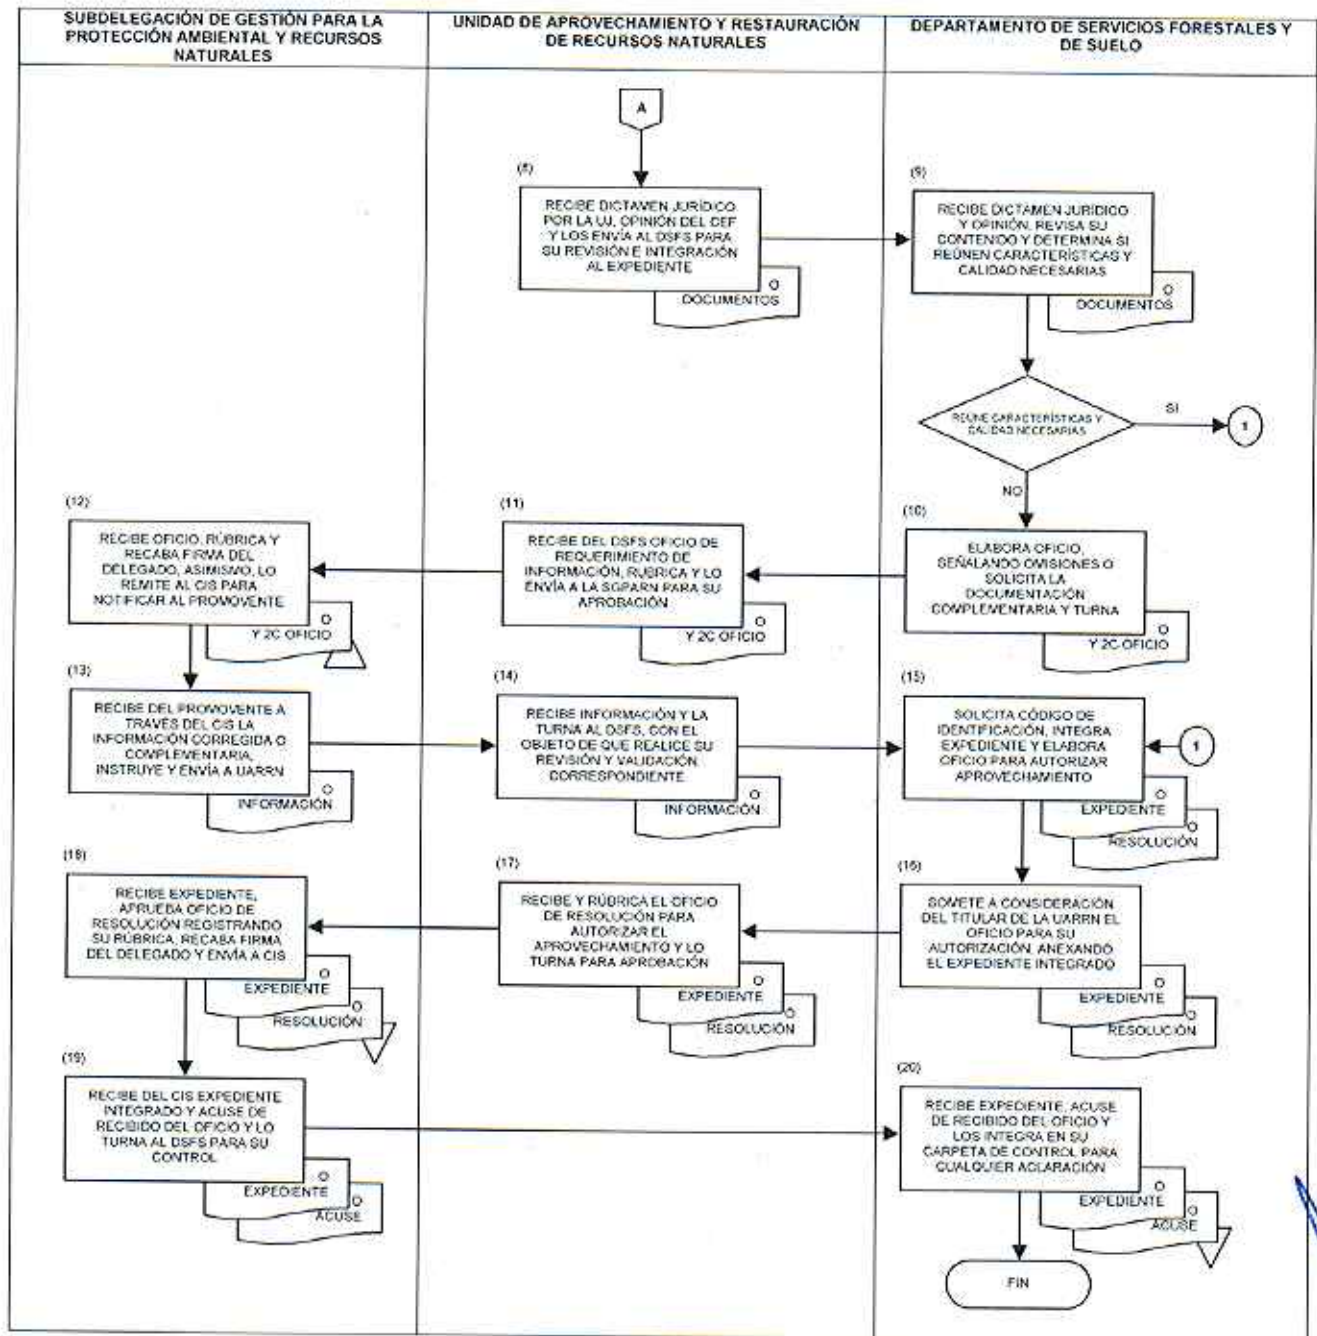 SUBDELEGACIÓN DE GESTIÓN PARA LA
PROTECCIÓN AMBIENTAL Y RECURSOS
NATURALES
UNIDAD DE APROVECHAMIENTO Y RESTAURACIÓN
DE RECURSOS NATURALES
DEPARTAMENTO DE SERVICIOS FORESTALES Y
DE SUELO
A
(8)
RECIBE DICTAMEN JURÍDICO
POR LA UJ, OPINIÓN DEL CEF
Y LOS ENVÍA AL DSFS PARA
SU REVISIÓN E INTEGRACIÓN
AL EXPEDIENTE
O
DOCUMENTOS
(9)
RECIBE DICTAMEN JURÍDICO
Y OPINIÓN, REVISA SU
CONTENIDO Y DETERMINA SI
REÚNEN CARACTERÍSTICAS Y
CALIDAD NECESARIAS
O
DOCUMENTOS
REÚNE CARACTERÍSTICAS Y
CALIDAD NECESARIAS
SI
1
NO
(12)
RECIBE OFICIO, RÚBRICA Y
RECABA FIRMA DEL
DELEGADO, ASIMISMO, LO
REMITE AL CIS PARA
NOTIFICAR AL PROMOVENTE
O
Y 2C OFICIO
(11)
RECIBE DEL DSFS OFICIO DE
REQUERIMIENTO DE
INFORMACIÓN, RÚBRICA Y LO
ENVÍA A LA SGPARN PARA SU
APROBACIÓN
O
Y 2C OFICIO
(10)
ELABORA OFICIO,
SEÑALANDO OMISIONES O
SOLICITA LA
DOCUMENTACIÓN
COMPLEMENTARIA Y TURNA
O
Y 2C OFICIO
(13)
RECIBE DEL PROMOVENTE A
TRAVÉS DEL CIS LA
INFORMACIÓN CORREGIDA O
COMPLEMENTARIA,
INSTRUYE Y ENVÍA A UARRN
O
INFORMACIÓN
(14)
RECIBE INFORMACIÓN Y LA
TURNA AL DSFS, CON EL
OBJETO DE QUE REALICE SU
REVISIÓN Y VALIDACIÓN
CORRESPONDIENTE
O
INFORMACIÓN
(15)
SOLICITA CÓDIGO DE
IDENTIFICACIÓN, INTEGRA
EXPEDIENTE Y ELABORA
OFICIO PARA AUTORIZAR
APROVECHAMIENTO
1
O
EXPEDIENTE
O
RESOLUCIÓN
(18)
RECIBE EXPEDIENTE,
APRUEBA OFICIO DE
RESOLUCIÓN REGISTRANDO
SU RÚBRICA, RECABA FIRMA
DEL DELEGADO Y ENVÍA A CIS
O
EXPEDIENTE
O
RESOLUCIÓN
(17)
RECIBE Y RÚBRICA EL OFICIO
DE RESOLUCIÓN PARA
AUTORIZAR EL
APROVECHAMIENTO Y LO
TURNA PARA APROBACIÓN
O
EXPEDIENTE
O
RESOLUCIÓN
(16)
SOMETE A CONSIDERACIÓN
DEL TITULAR DE LA UARRN EL
OFICIO PARA SU
AUTORIZACIÓN, ANEXANDO
EL EXPEDIENTE INTEGRADO
O
EXPEDIENTE
O
RESOLUCIÓN
(19)
RECIBE DEL CIS EXPEDIENTE
INTEGRADO Y ACUSE DE
RECIBIDO DEL OFICIO Y LO
TURNA AL DSFS PARA SU
CONTROL
O
EXPEDIENTE
O
ACUSE
(20)
RECIBE EXPEDIENTE, ACUSE
DE RECIBIDO DEL OFICIO Y
LOS INTEGRA EN SU
CARPETA DE CONTROL PARA
CUALQUIER ACLARACIÓN
O
EXPEDIENTE
O
ACUSE
FIN